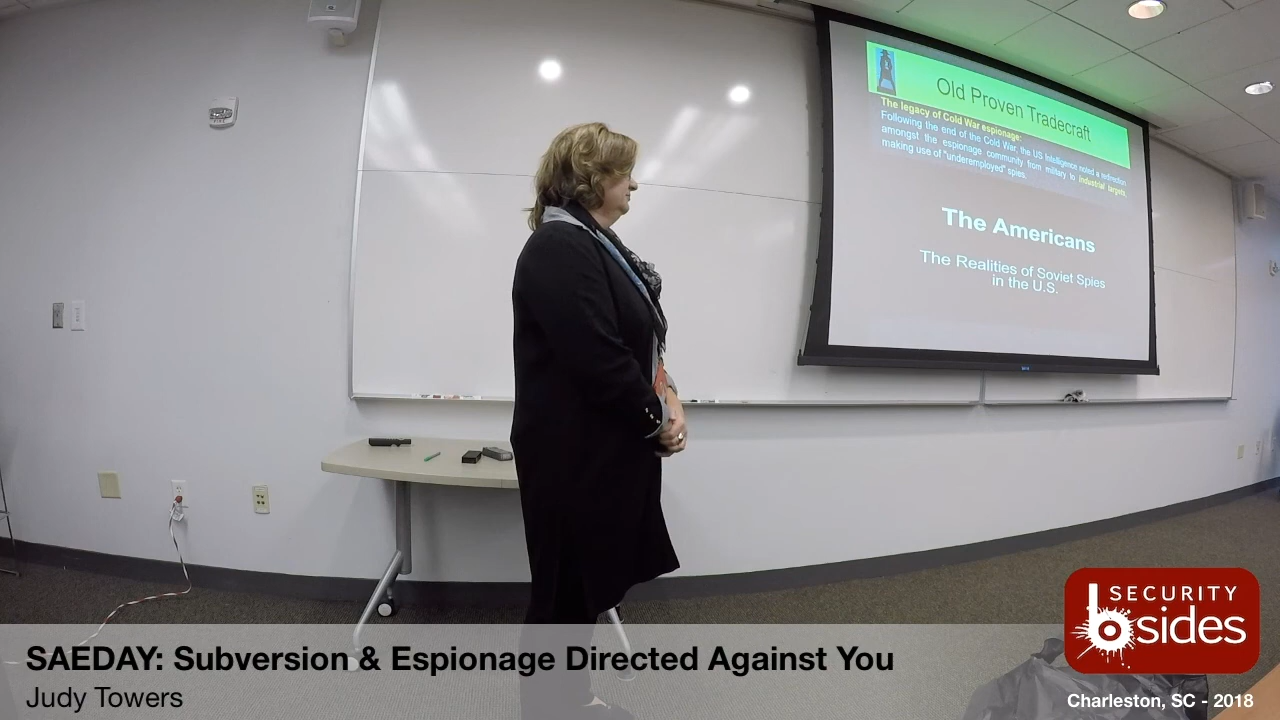 Old Proven Tradecraft
The legacy of Cold War espionage:
Following the end of the Cold War, the US Intelligence noted a redirection
amongst the espionage community from military to industrial targets,
making use of "underemployed" spies.
The Americans
The Realities of Soviet Spies
in the U.S.
SECURITY
bsides
SAEDAY: Subversion & Espionage Directed Against You
Judy Towers
Charleston, SC - 2018